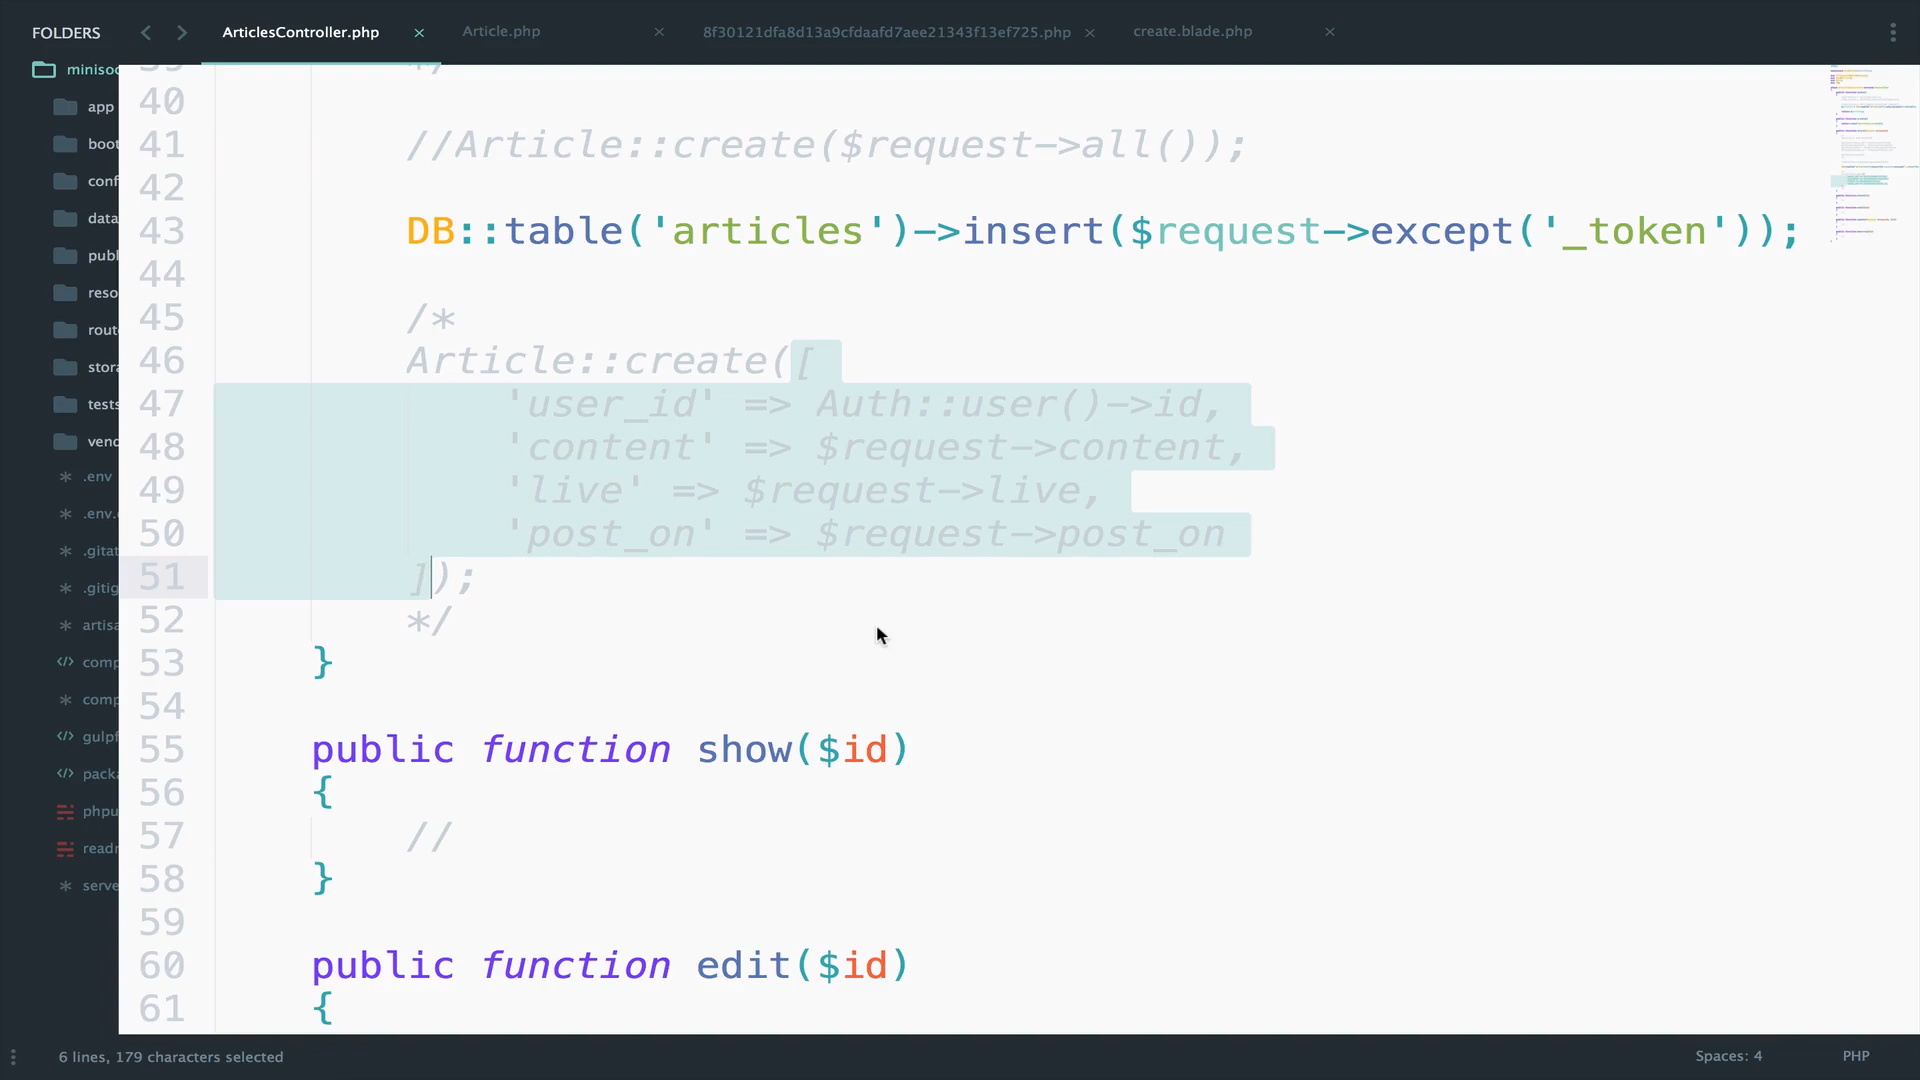 FOLDERS
ArticlesController.php
Article.php
8f30121dfa8d13a9cfdaafd7aee21343f13ef725.php
create.blade.php
minisoc
app
boot
conf
data
publ
reso
rout
stora
tests
vend
.env
.env.
.gitat
.gitig
artisa
comp
comp
gulpf
packa
phpu
readr
serve
40
41 //Article::create($request->all());
42
43 DB::table('articles')->insert($request->except('_token'));
44
45 /*
46 Article::create([
47 'user_id' => Auth::user()->id,
48 'content' => $request->content,
49 'live' => $request->live,
50 'post_on' => $request->post_on
51 ]);
52 */
53 }
54
55 public function show($id)
56 {
57 //
58 }
59
60 public function edit($id)
61 {
6 lines, 179 characters selected
Spaces: 4
PHP